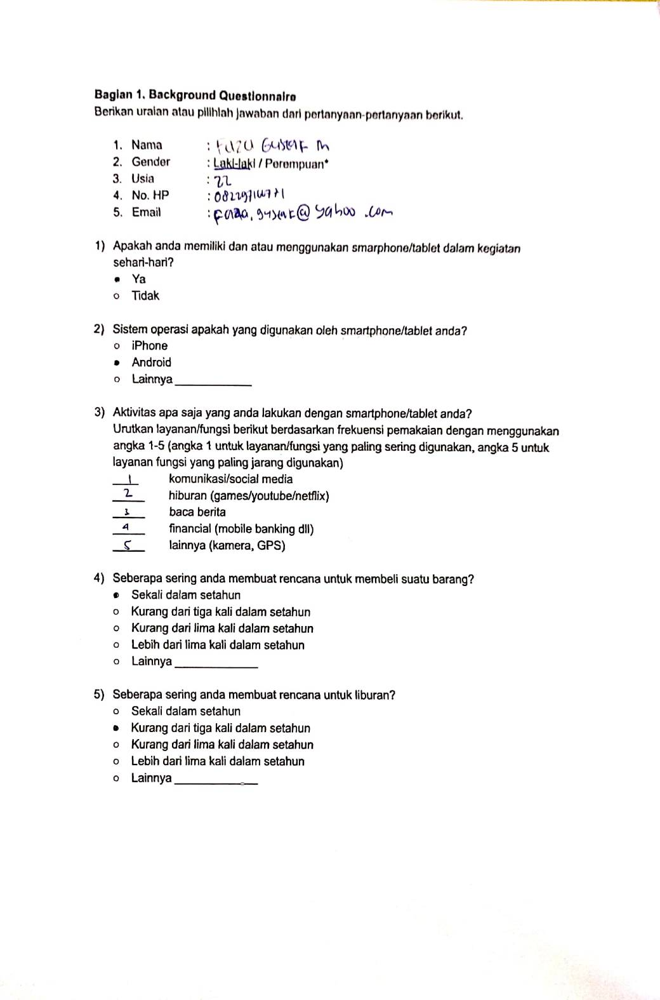 Bagian 1. Background Questionnaire
Berikan uraian atau pilihlah jawaban dari pertanyaan-pertanyaan berikut.
1. Nama :
2. Gender : Laki-laki / Perempuan*
3. Usia : 22
4. No. HP :
5. Email :
1) Apakah anda memiliki dan atau menggunakan smarphone/tablet dalam kegiatan
sehari-hari?
• Ya
o Tidak
2) Sistem operasi apakah yang digunakan oleh smartphone/tablet anda?
o iPhone
• Android
o Lainnya ____________
3) Aktivitas apa saja yang anda lakukan dengan smartphone/tablet anda?
Urutkan layanan/fungsi berikut berdasarkan frekuensi pemakaian dengan menggunakan
angka 1-5 (angka 1 untuk layanan/fungsi yang paling sering digunakan, angka 5 untuk
layanan fungsi yang paling jarang digunakan)
1 komunikasi/social media
2 hiburan (games/youtube/netflix)
3 baca berita
4 financial (mobile banking dll)
5 lainnya (kamera, GPS)
4) Seberapa sering anda membuat rencana untuk membeli suatu barang?
• Sekali dalam setahun
o Kurang dari tiga kali dalam setahun
o Kurang dari lima kali dalam setahun
o Lebih dari lima kali dalam setahun
o Lainnya ____________
5) Seberapa sering anda membuat rencana untuk liburan?
o Sekali dalam setahun
• Kurang dari tiga kali dalam setahun
o Kurang dari lima kali dalam setahun
o Lebih dari lima kali dalam setahun
o Lainnya ____________